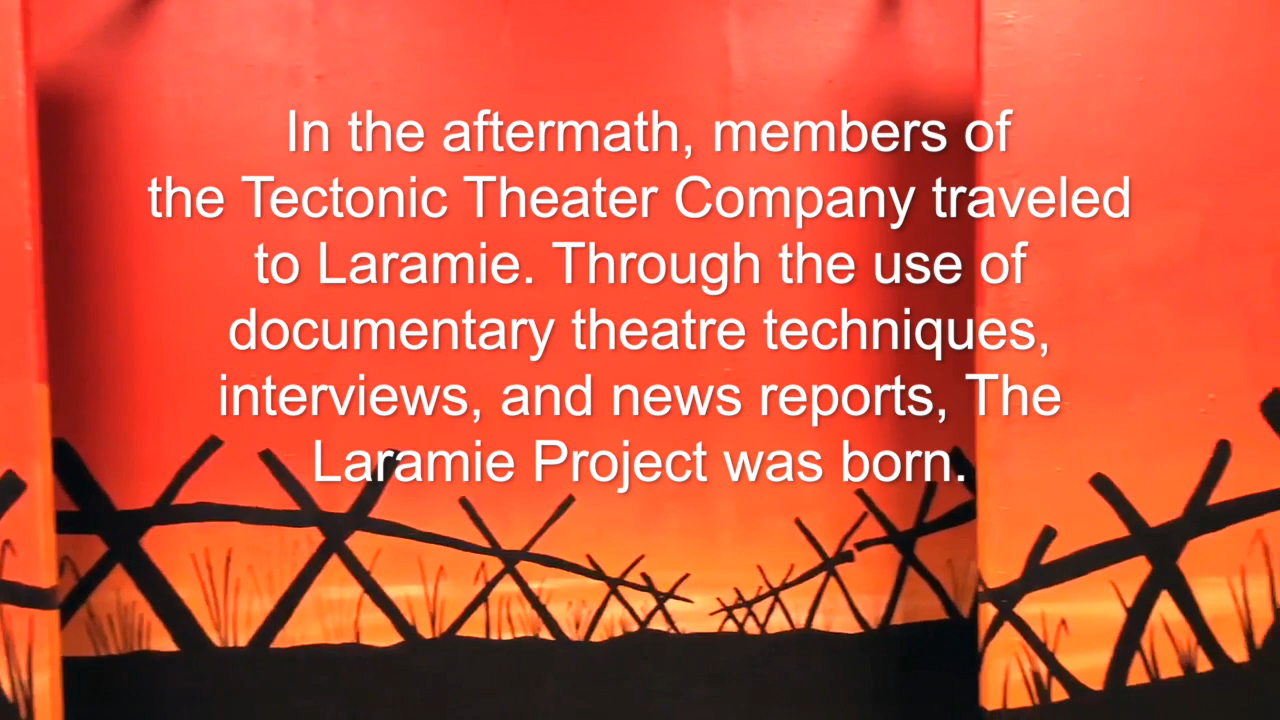 In the aftermath, members of
the Tectonic Theater Company traveled
to Laramie. Through the use of
documentary theatre techniques,
interviews, and news reports, The
Laramie Project was born.